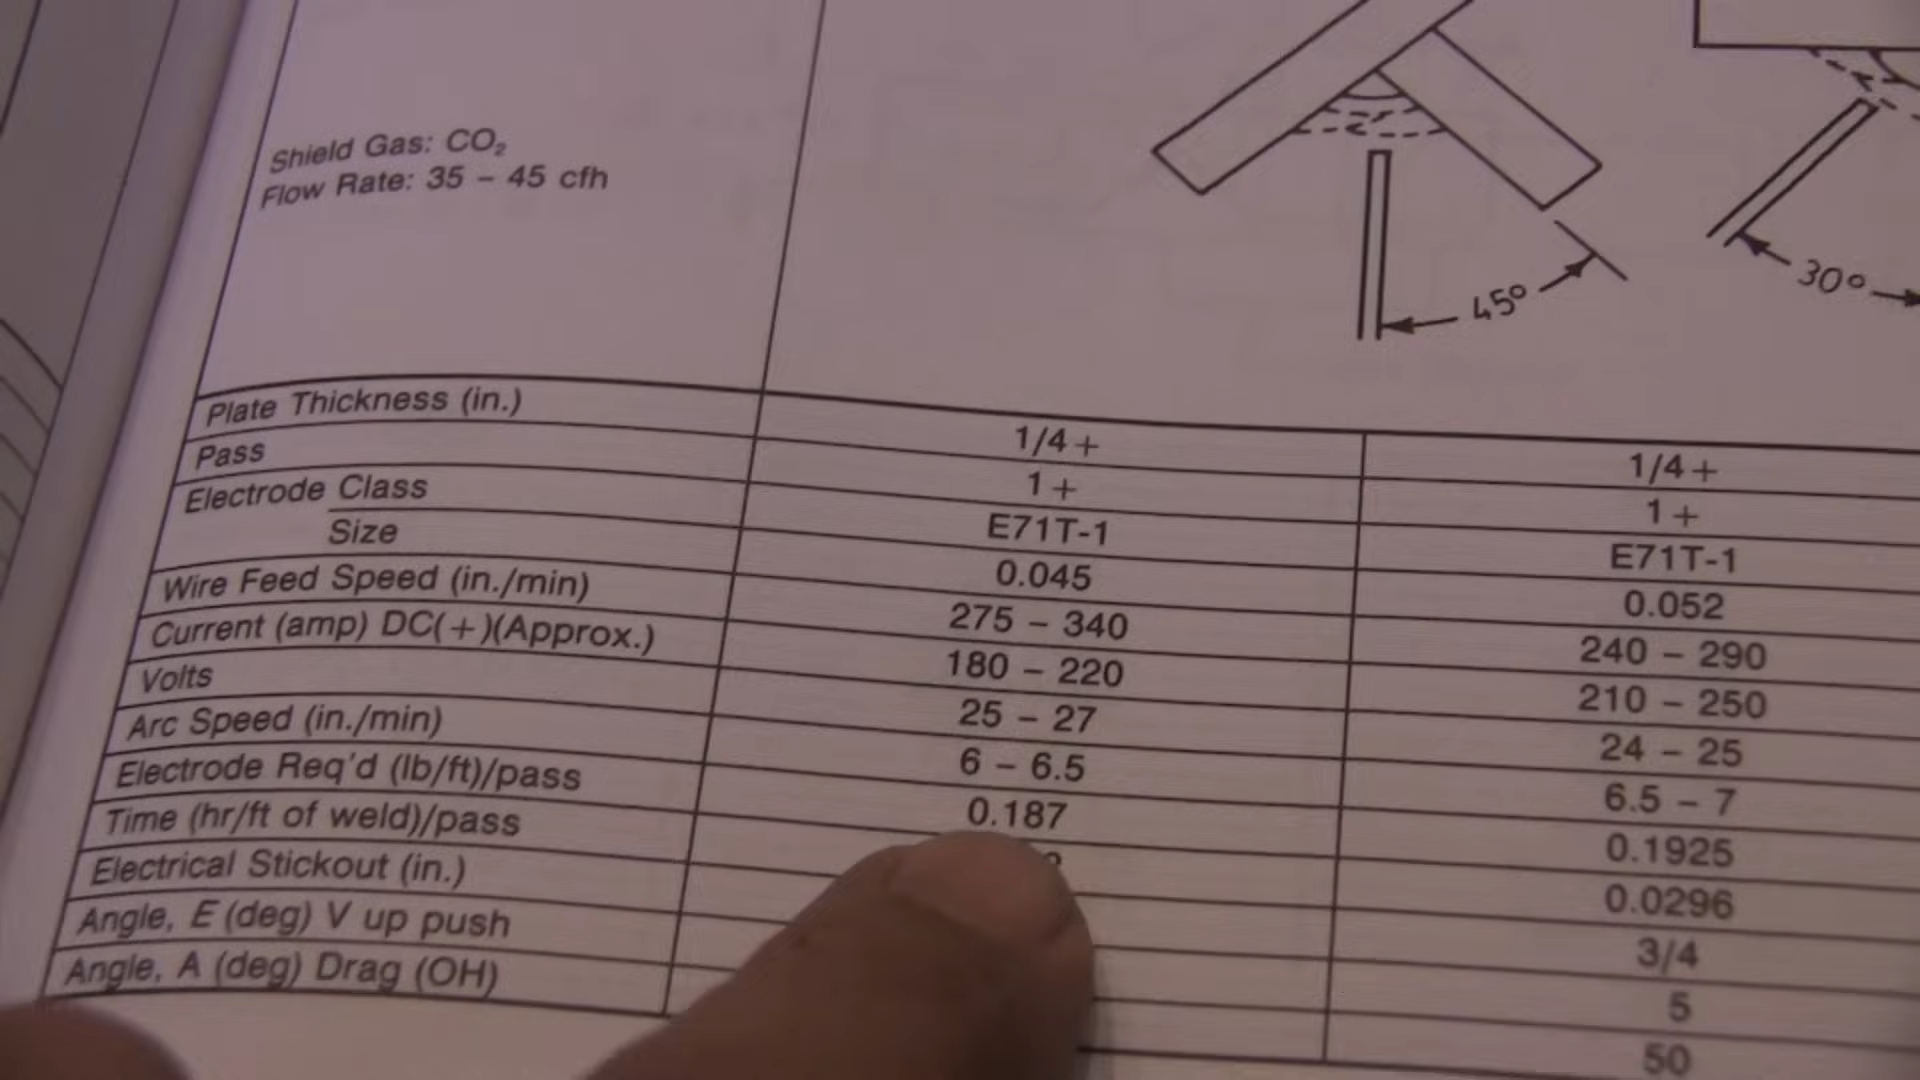 Shield Gas: CO₂
Flow Rate: 35 – 45 cfh
45°
30°
Plate Thickness (in.) 1/4+ 1/4+
Pass 1+ 1+
Electrode Class E71T-1 E71T-1
Size 0.045 0.052
Wire Feed Speed (in./min) 275 – 340 240 – 290
Current (amp) DC(+)(Approx.) 180 – 220 210 – 250
Volts 25 – 27 24 – 25
Arc Speed (in./min) 6 – 6.5 6.5 – 7
Electrode Req'd (lb/ft)/pass 0.187 0.1925
Time (hr/ft of weld)/pass 0.0296
Electrical Stickout (in.) 3/4
Angle, E (deg) V up push 5
Angle, A (deg) Drag (OH) 50